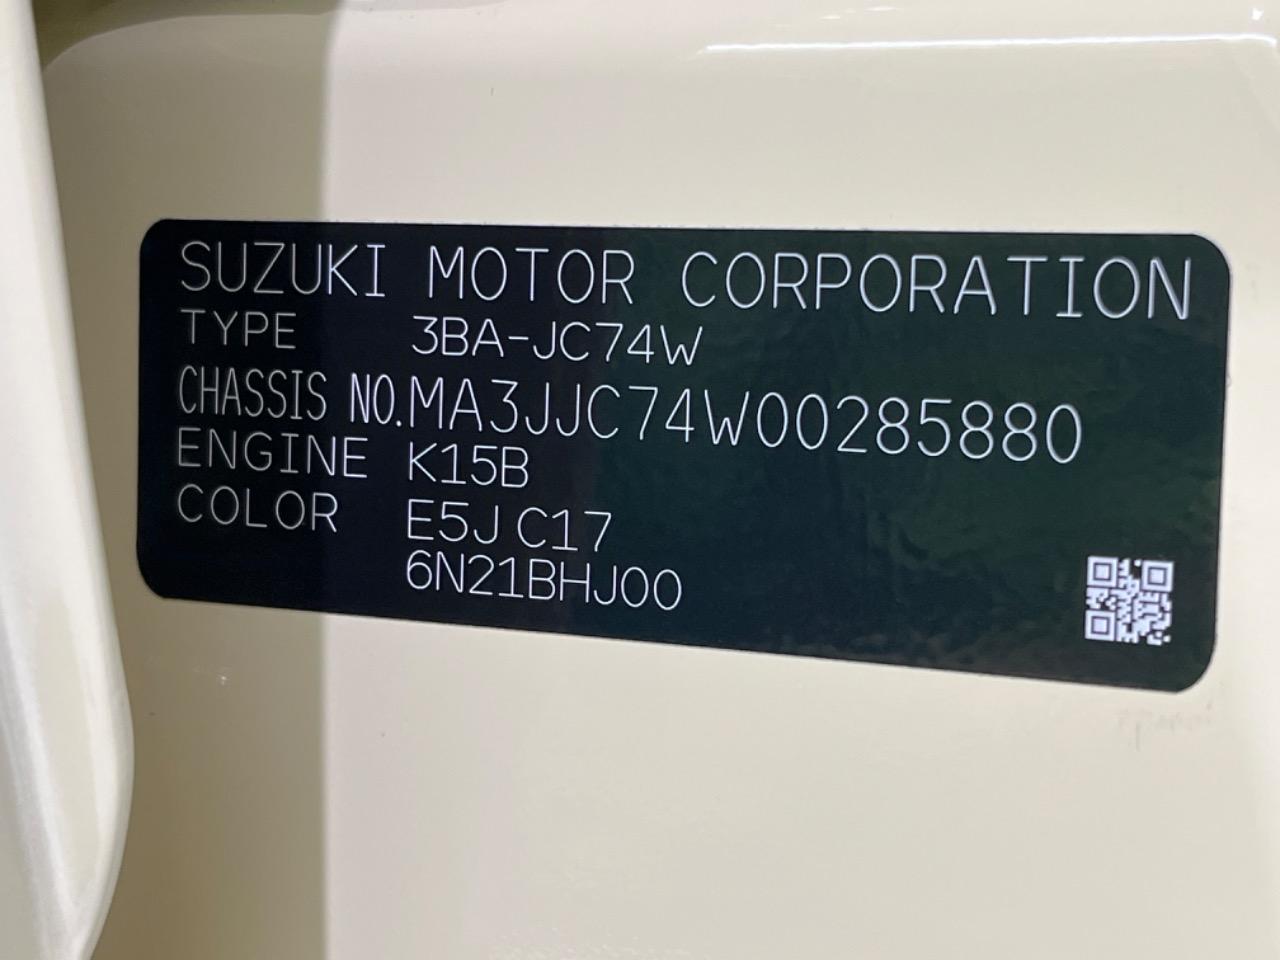 SUZUKI MOTOR CORPORATION
TYPE 3BA-JC74W
CHASSIS NO.MA3JJC74W00285880
ENGINE K15B
COLOR E5J C17
6N21BHJ00